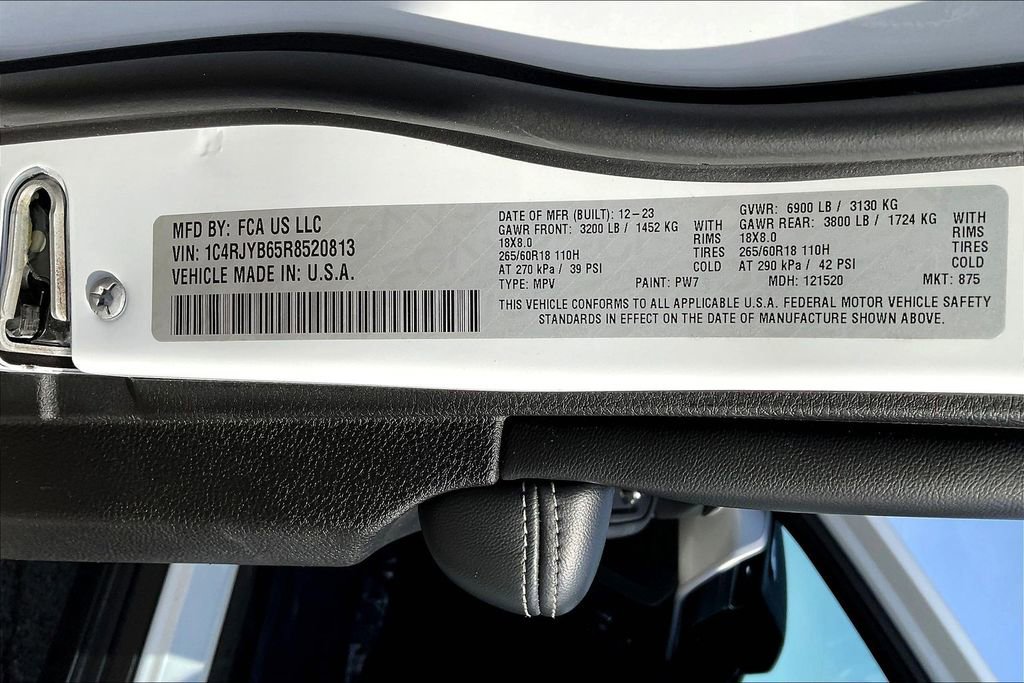 MFD BY: FCA US LLC
VIN: 1C4RJYB65R8520813
VEHICLE MADE IN: U.S.A.
DATE OF MFR (BUILT): 12-23
GAWR FRONT: 3200 LB / 1452 KG WITH
18X8.0 RIMS
265/60R18 110H TIRES
AT 270 kPa / 39 PSI COLD
TYPE: MPV PAINT: PW7
GVWR: 6900 LB / 3130 KG
GAWR REAR: 3800 LB / 1724 KG WITH
18X8.0 RIMS
265/60R18 110H TIRES
AT 290 kPa / 42 PSI COLD
MDH: 121520 MKT: 875
THIS VEHICLE CONFORMS TO ALL APPLICABLE U.S.A. FEDERAL MOTOR VEHICLE SAFETY
STANDARDS IN EFFECT ON THE DATE OF MANUFACTURE SHOWN ABOVE.